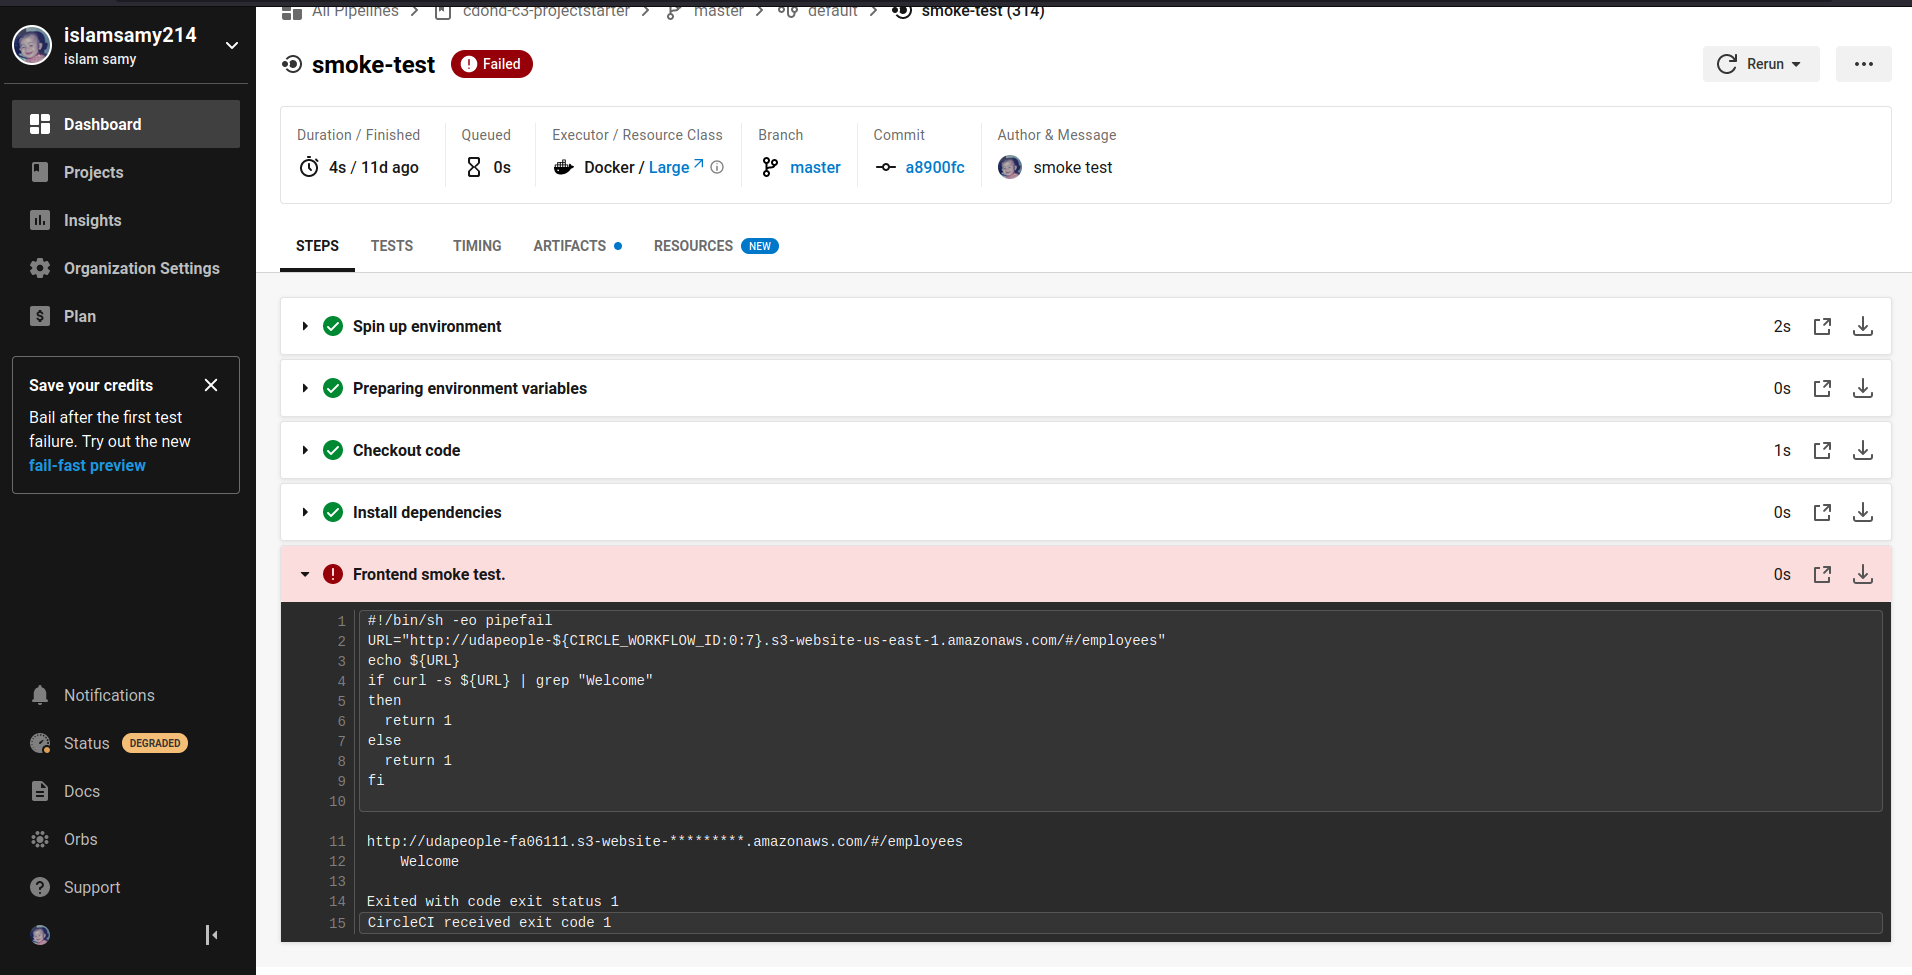 All Pipelines
cdond-c3-projectstarter
master
default
smoke-test (314)
islamsamy214
islam samy
smoke-test
Failed
Rerun
Dashboard
Projects
Insights
Organization Settings
Plan
Save your credits
Bail after the first test
failure. Try out the new
fail-fast preview
Notifications
Status DEGRADED
Docs
Orbs
Support
Duration / Finished
4s / 11d ago
Queued
0s
Executor / Resource Class
Docker / Large
Branch
master
Commit
a8900fc
Author & Message
smoke test
STEPS
TESTS
TIMING
ARTIFACTS
RESOURCES NEW
Spin up environment 2s
Preparing environment variables 0s
Checkout code 1s
Install dependencies 0s
Frontend smoke test. 0s
1 #!/bin/sh -eo pipefail
2 URL="http://udapeople-${CIRCLE_WORKFLOW_ID:0:7}.s3-website-us-east-1.amazonaws.com/#/employees"
3 echo ${URL}
4 if curl -s ${URL} | grep "Welcome"
5 then
6   return 1
7 else
8   return 1
9 fi
10
11 http://udapeople-fa06111.s3-website-*********.amazonaws.com/#/employees
12     Welcome
13
14 Exited with code exit status 1
15 CircleCI received exit code 1